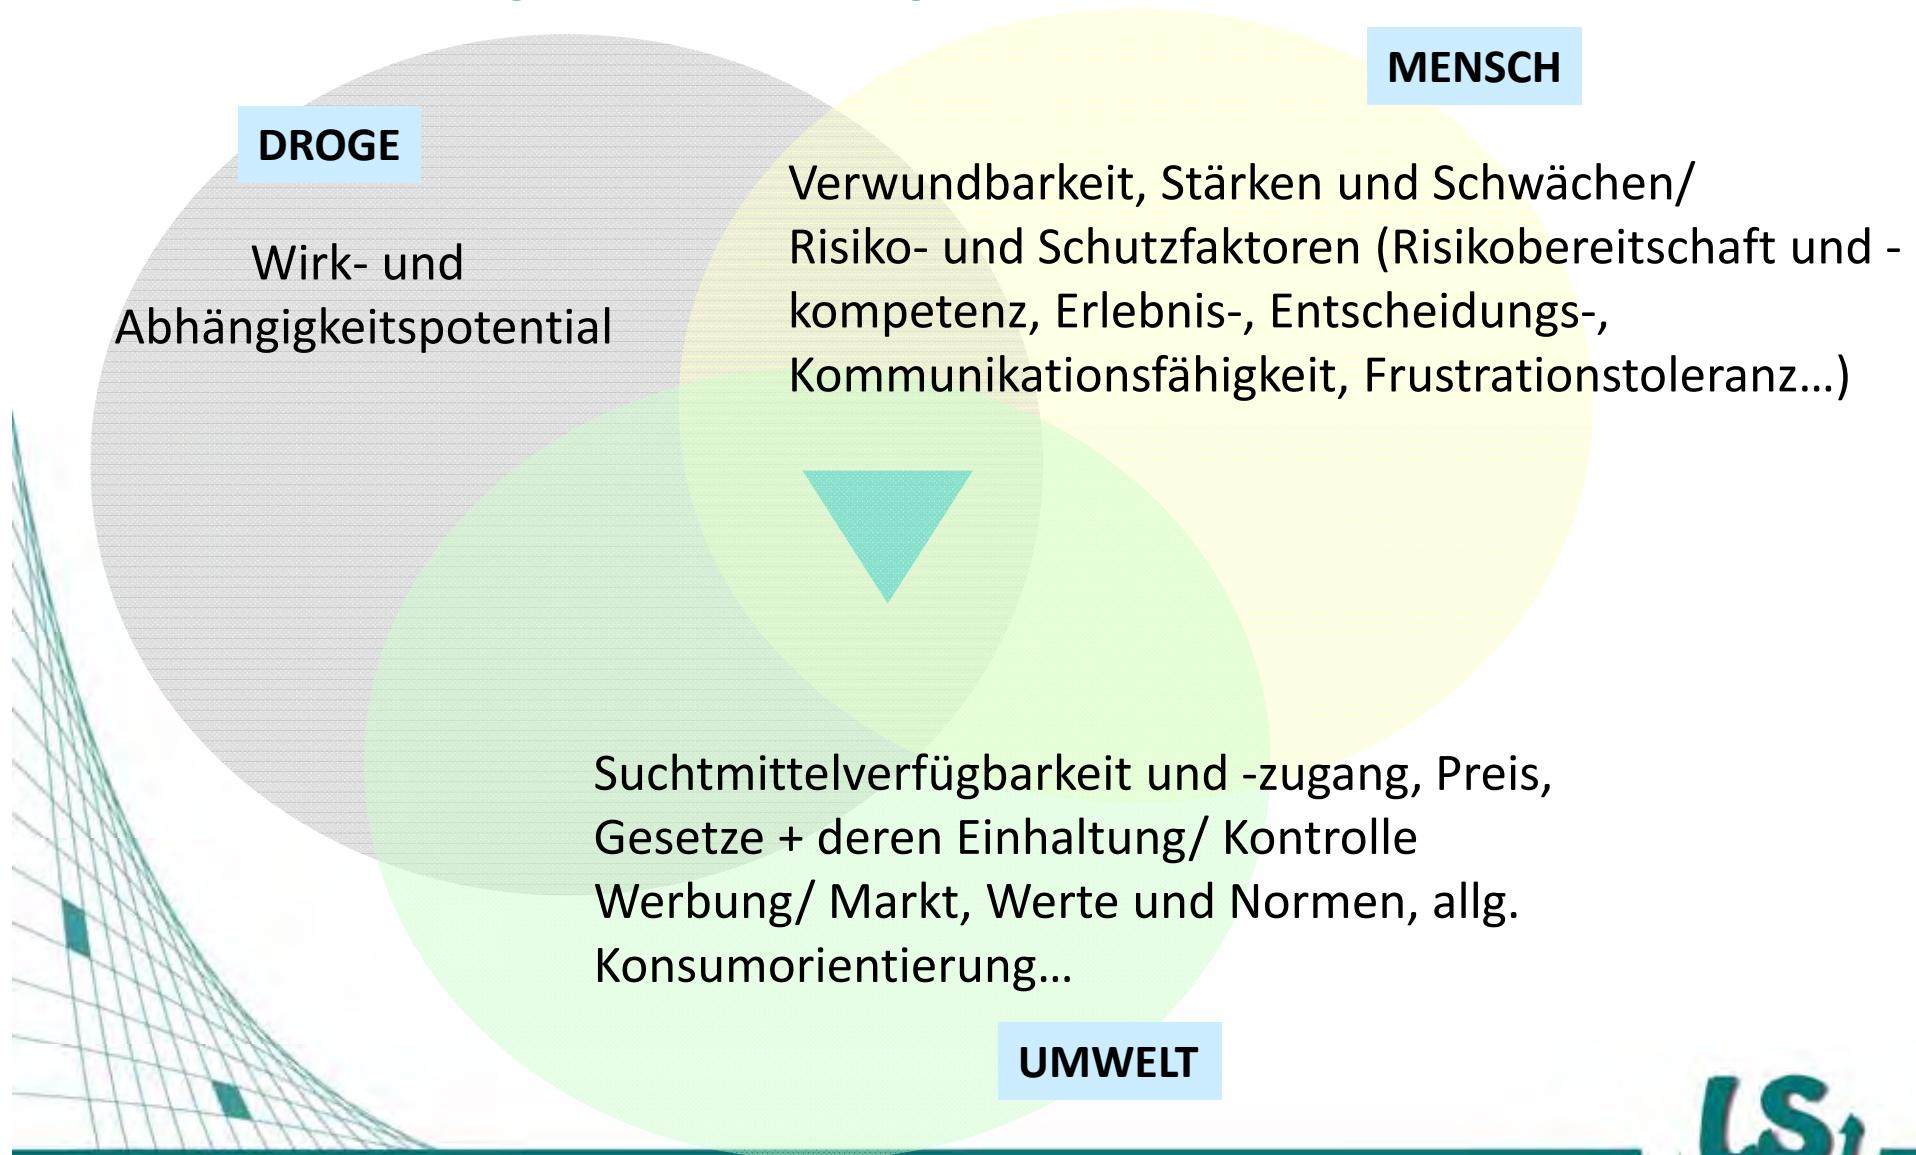 DROGE
Wirk- und
Abhängigkeitspotential
MENSCH
Verwundbarkeit, Stärken und Schwächen/
Risiko- und Schutzfaktoren (Risikobereitschaft und -
kompetenz, Erlebnis-, Entscheidungs-,
Kommunikationsfähigkeit, Frustrationstoleranz…)
Suchtmittelverfügbarkeit und -zugang, Preis,
Gesetze + deren Einhaltung/ Kontrolle
Werbung/ Markt, Werte und Normen, allg.
Konsumorientierung…
UMWELT